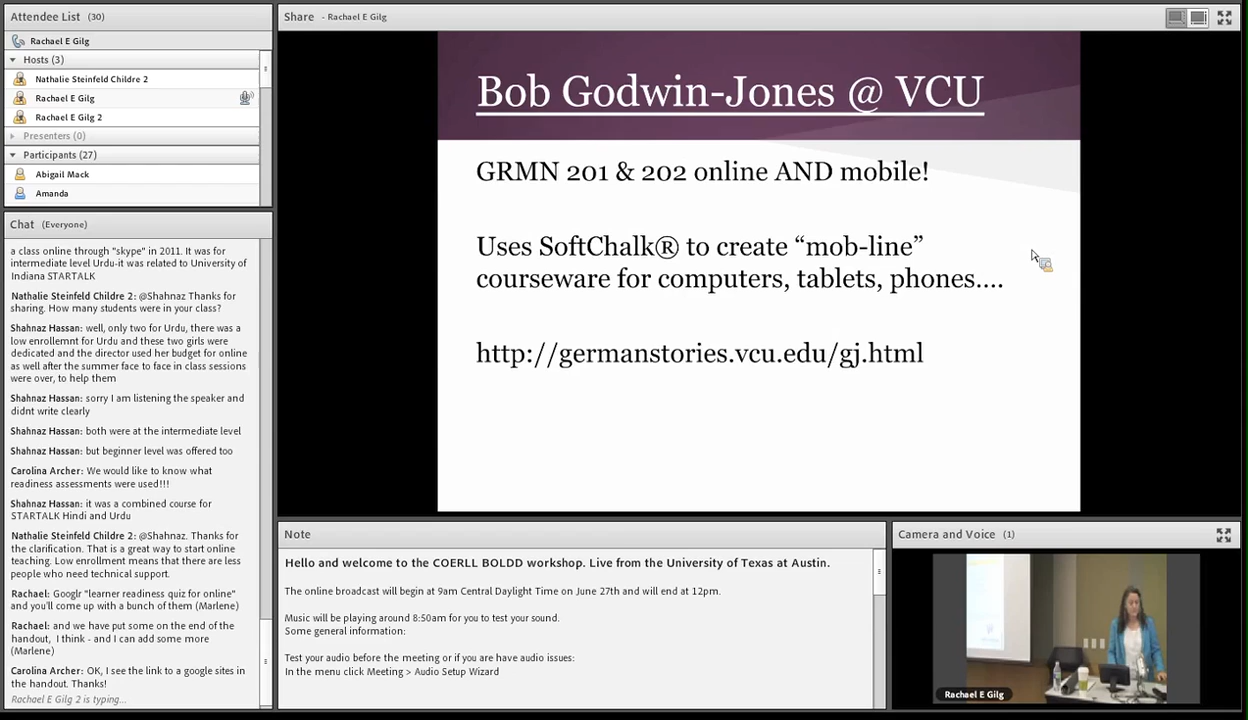 Attendee List (30)
Rachael E Gilg
Hosts (3)
Nathalie Steinfeld Childre 2
Rachael E Gilg
Rachael E Gilg 2
Presenters (0)
Participants (27)
Abigail Mack
Amanda
Chat (Everyone)
a class online through "skype" in 2011. It was for
intermediate level Urdu-it was related to University of
Indiana STARTALK
Nathalie Steinfeld Childre 2: @Shahnaz Thanks for
sharing. How many students were in your class?
Shahnaz Hassan: well, only two for Urdu, there was a
low enrollemnt for Urdu and these two girls were
dedicated and the director used her budget for online
as well after the summer face to face in class sessions
were over, to help them
Shahnaz Hassan: sorry I am listening the speaker and
didnt write clearly
Shahnaz Hassan: both were at the intermediate level
Shahnaz Hassan: but beginner level was offered too
Carolina Archer: We would like to know what
readiness assessments were used!!!
Shahnaz Hassan: it was a combined course for
STARTALK Hindi and Urdu
Nathalie Steinfeld Childre 2: @Shahnaz. Thanks for
the clarification. That is a great way to start online
teaching. Low enrollment means that there are less
people who need technical support.
Rachael: Googlr "learner readiness quiz for online"
and you'll come up with a bunch of them (Marlene)
Rachael: and we have put some on the end of the
handout, I think - and I can add some more
(Marlene)
Carolina Archer: OK, I see the link to a google sites in
the handout. Thanks!
Rachael E Gilg 2 is typing...
Share - Rachael E Gilg
Bob Godwin-Jones @ VCU
GRMN 201 & 202 online AND mobile!
Uses SoftChalk® to create “mob-line”
courseware for computers, tablets, phones....
http://germanstories.vcu.edu/gj.html
Note
Hello and welcome to the COERLL BOLDD workshop. Live from the University of Texas at Austin.
The online broadcast will begin at 9am Central Daylight Time on June 27th and will end at 12pm.
Music will be playing around 8:50am for you to test your sound.
Some general information:
Test your audio before the meeting or if you are have audio issues:
In the menu click Meeting > Audio Setup Wizard
Camera and Voice (1)
Rachael E Gilg